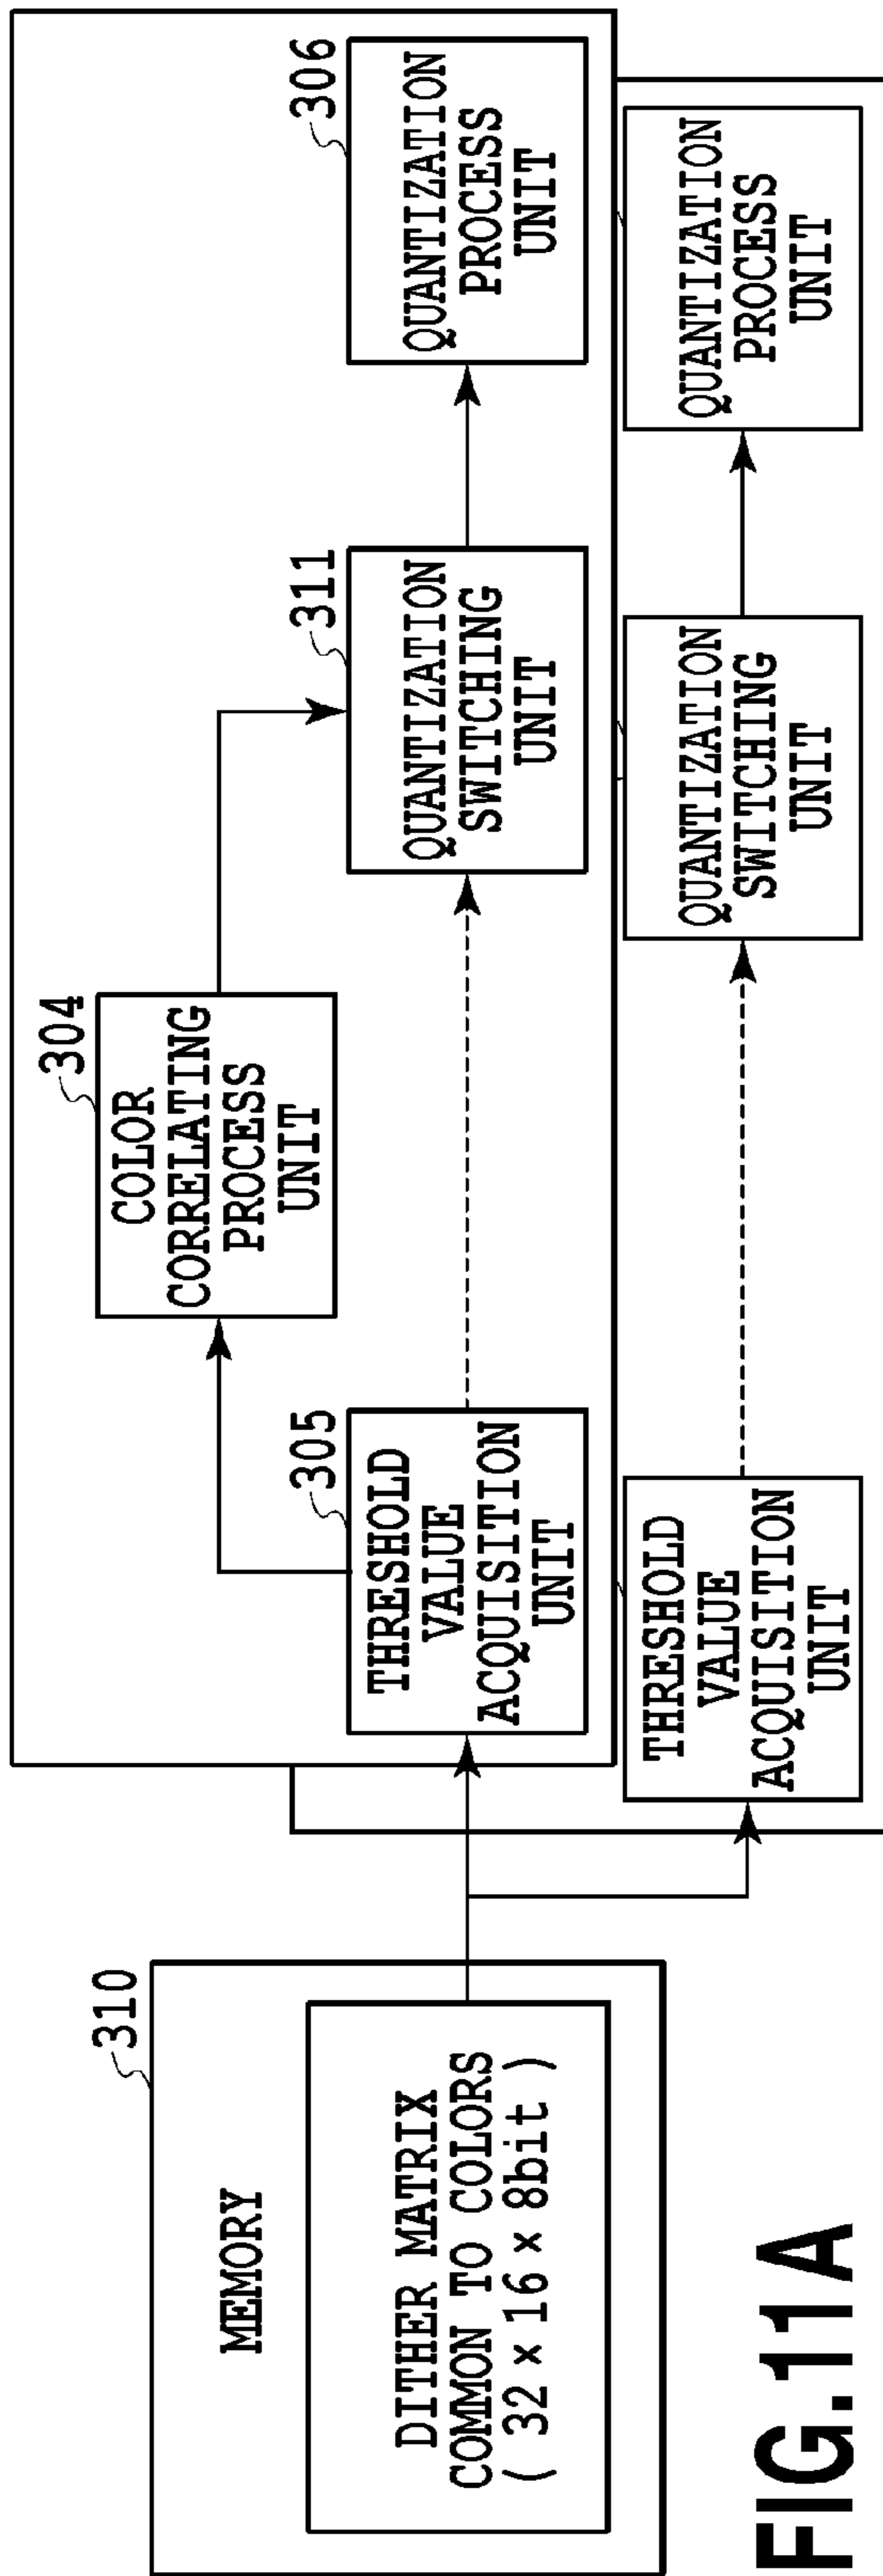 310
MEMORY
DITHER MATRIX
COMMON TO COLORS
( 32 × 16 × 8bit )
305
THRESHOLD
VALUE
ACQUISITION
UNIT
304
COLOR
CORRELATING
PROCESS
UNIT
311
QUANTIZATION
SWITCHING
UNIT
306
QUANTIZATION
PROCESS
UNIT
THRESHOLD
VALUE
ACQUISITION
UNIT
QUANTIZATION
SWITCHING
UNIT
QUANTIZATION
PROCESS
UNIT
FIG.11A